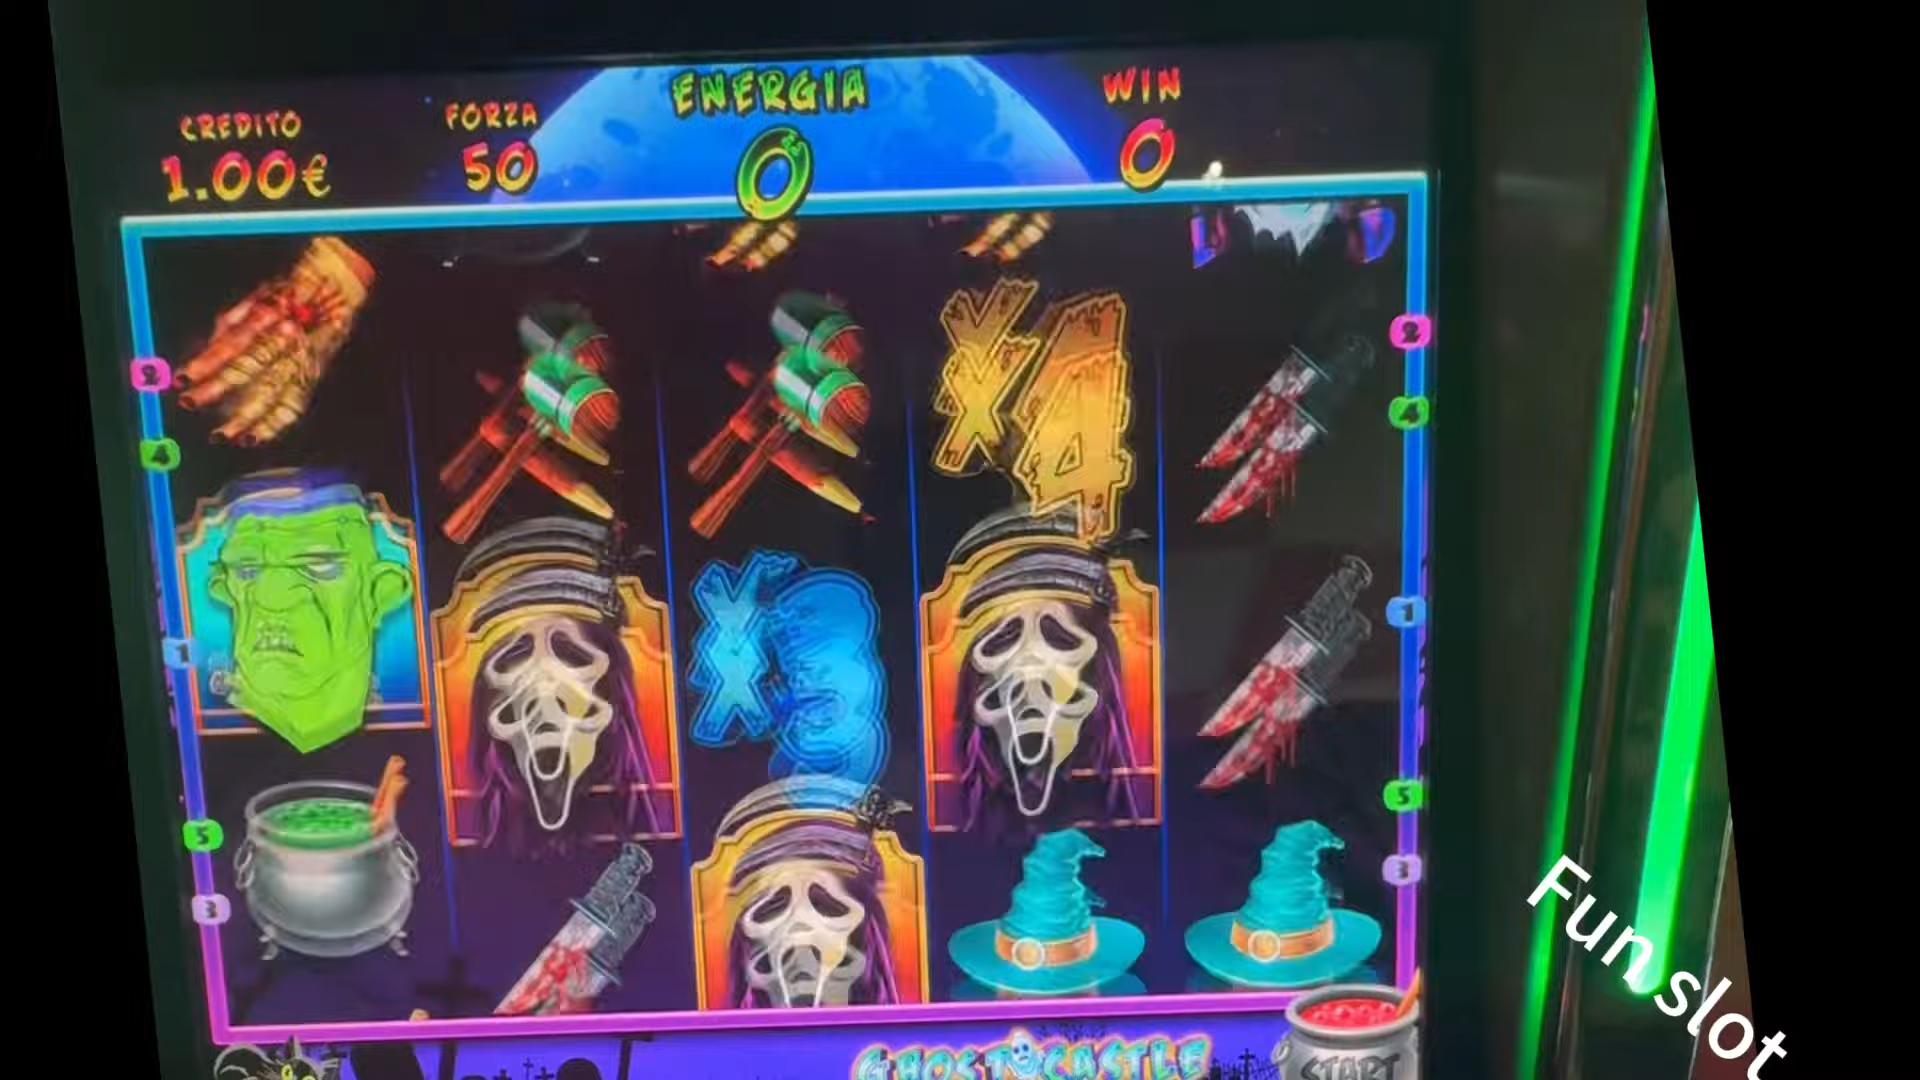 CREDITO
1.00€
FORZA
50
ENERGIA
0
WIN
0
2
4
1
5
3
2
4
1
5
3
X4
X3
GHOST CASTLE
START
Fun slot